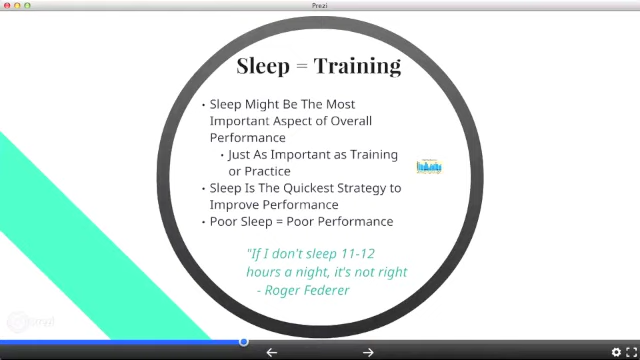 Prezi
Sleep = Training
• Sleep Might Be The Most
Important Aspect of Overall
Performance
• Just As Important as Training
or Practice
• Sleep Is The Quickest Strategy to
Improve Performance
• Poor Sleep = Poor Performance
"If I don't sleep 11-12
hours a night, it's not right
- Roger Federer
Prezi